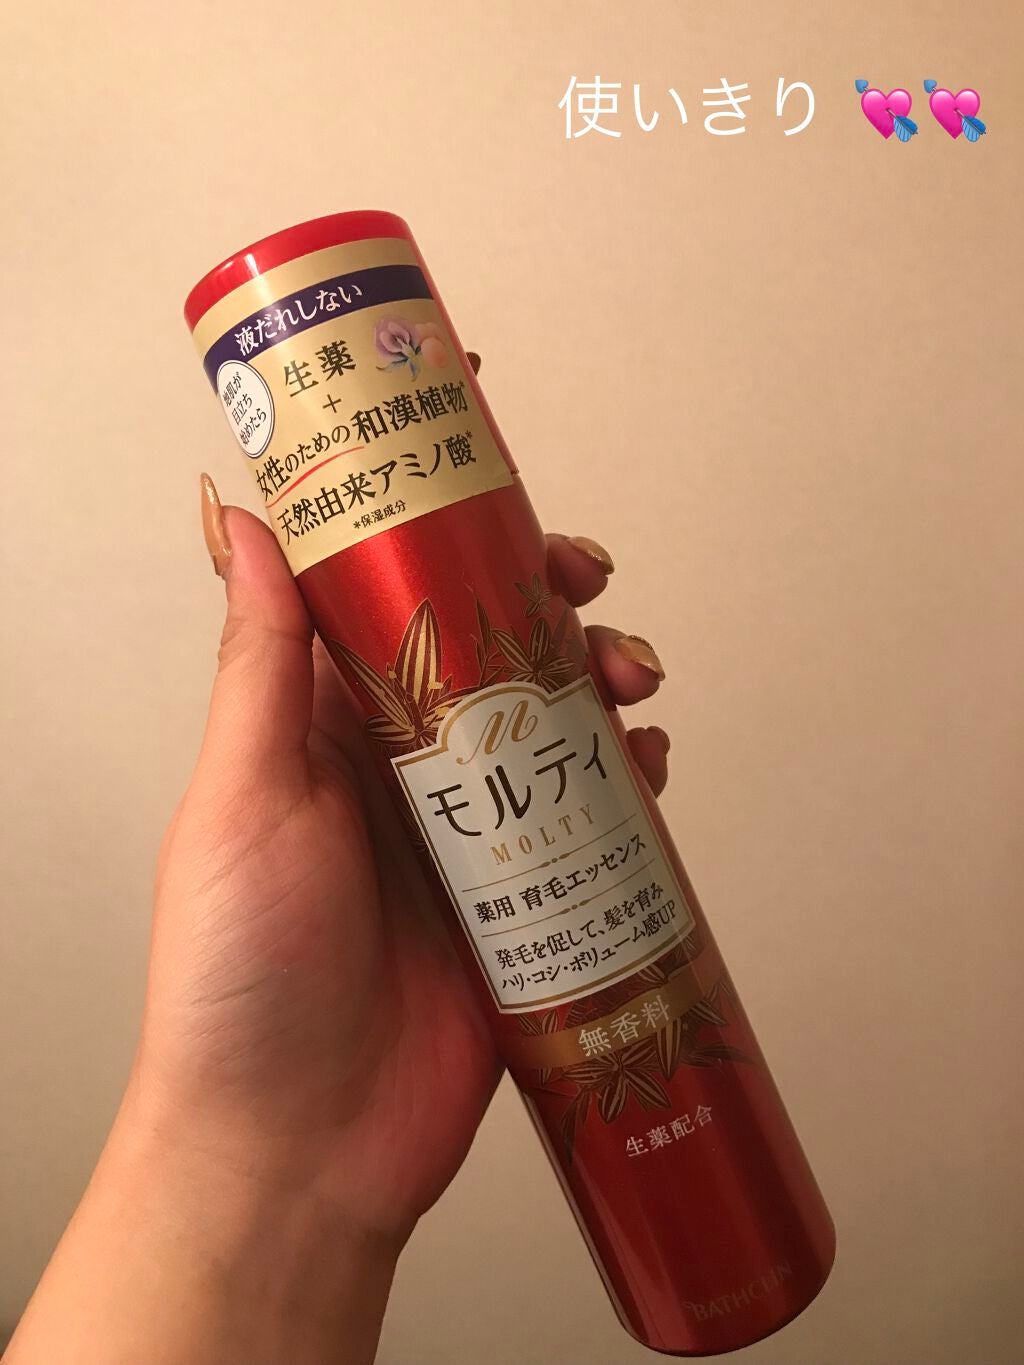 使いきり 💘💘
液だれしない
地肌が
目立ち
始めたら
生薬
+
女性のための和漢植物*
天然由来アミノ酸*
*保湿成分
M
モルティ
MOLTY
薬用 育毛エッセンス
発毛を促して、髪を育み
ハリ・コシ・ボリューム感UP
無香料
生薬配合
BATHCLIN